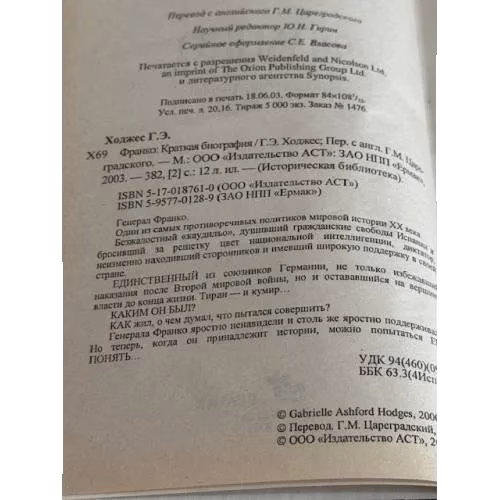 Перевод с английского Г.М. Цареградского
Научный редактор Ю.Н. Гирин
Серийное оформление С.Е. Власова
Печатается с разрешения Weidenfeld and Nicolson Ltd.
an imprint of The Orion Publishing Group Ltd.
и литературного агентства Synopsis.
Подписано в печать 18.06.03. Формат 84×108¹/₃₂.
Усл. печ. л. 20,16. Тираж 5 000 экз. Заказ № 1476.
Ходжес Г.Э.
Х69 Франко: Краткая биография / Г.Э. Ходжес; Пер. с англ. Г.М. Царе-
градского. — М.: ООО «Издательство АСТ»: ЗАО НПП «Ермак»,
2003. — 382, [2] с.: 12 л. ил. — (Историческая библиотека).
ISBN 5-17-018761-0 (ООО «Издательство АСТ»)
ISBN 5-9577-0128-9 (ЗАО НПП «Ермак»)
Генерал Франко.
Один из самых противоречивых политиков мировой истории XX века.
Безжалостный «каудильо», душивший гражданские свободы Испании и
бросивший за решетку цвет национальной интеллигенции, диктатор,
неизменно находивший сторонников и имевший широкую поддержку в своей
стране.
ЕДИНСТВЕННЫЙ из союзников Германии, не только избежавший
наказания после Второй мировой войны, но и остававшийся на вершине
власти до конца жизни. Тиран — и кумир...
КАКИМ ОН БЫЛ?
КАК жил, о чем думал, что пытался совершить?
Генерала Франко яростно ненавидели и столь же яростно поддерживали.
Но теперь, когда он принадлежит истории, можно попытаться ЕГО
ПОНЯТЬ...
УДК 94(460)(09
ББК 63.3(4Исп
© Gabrielle Ashford Hodges, 2000
© Перевод. Г.М. Цареградский,
© ООО «Издательство АСТ», 2